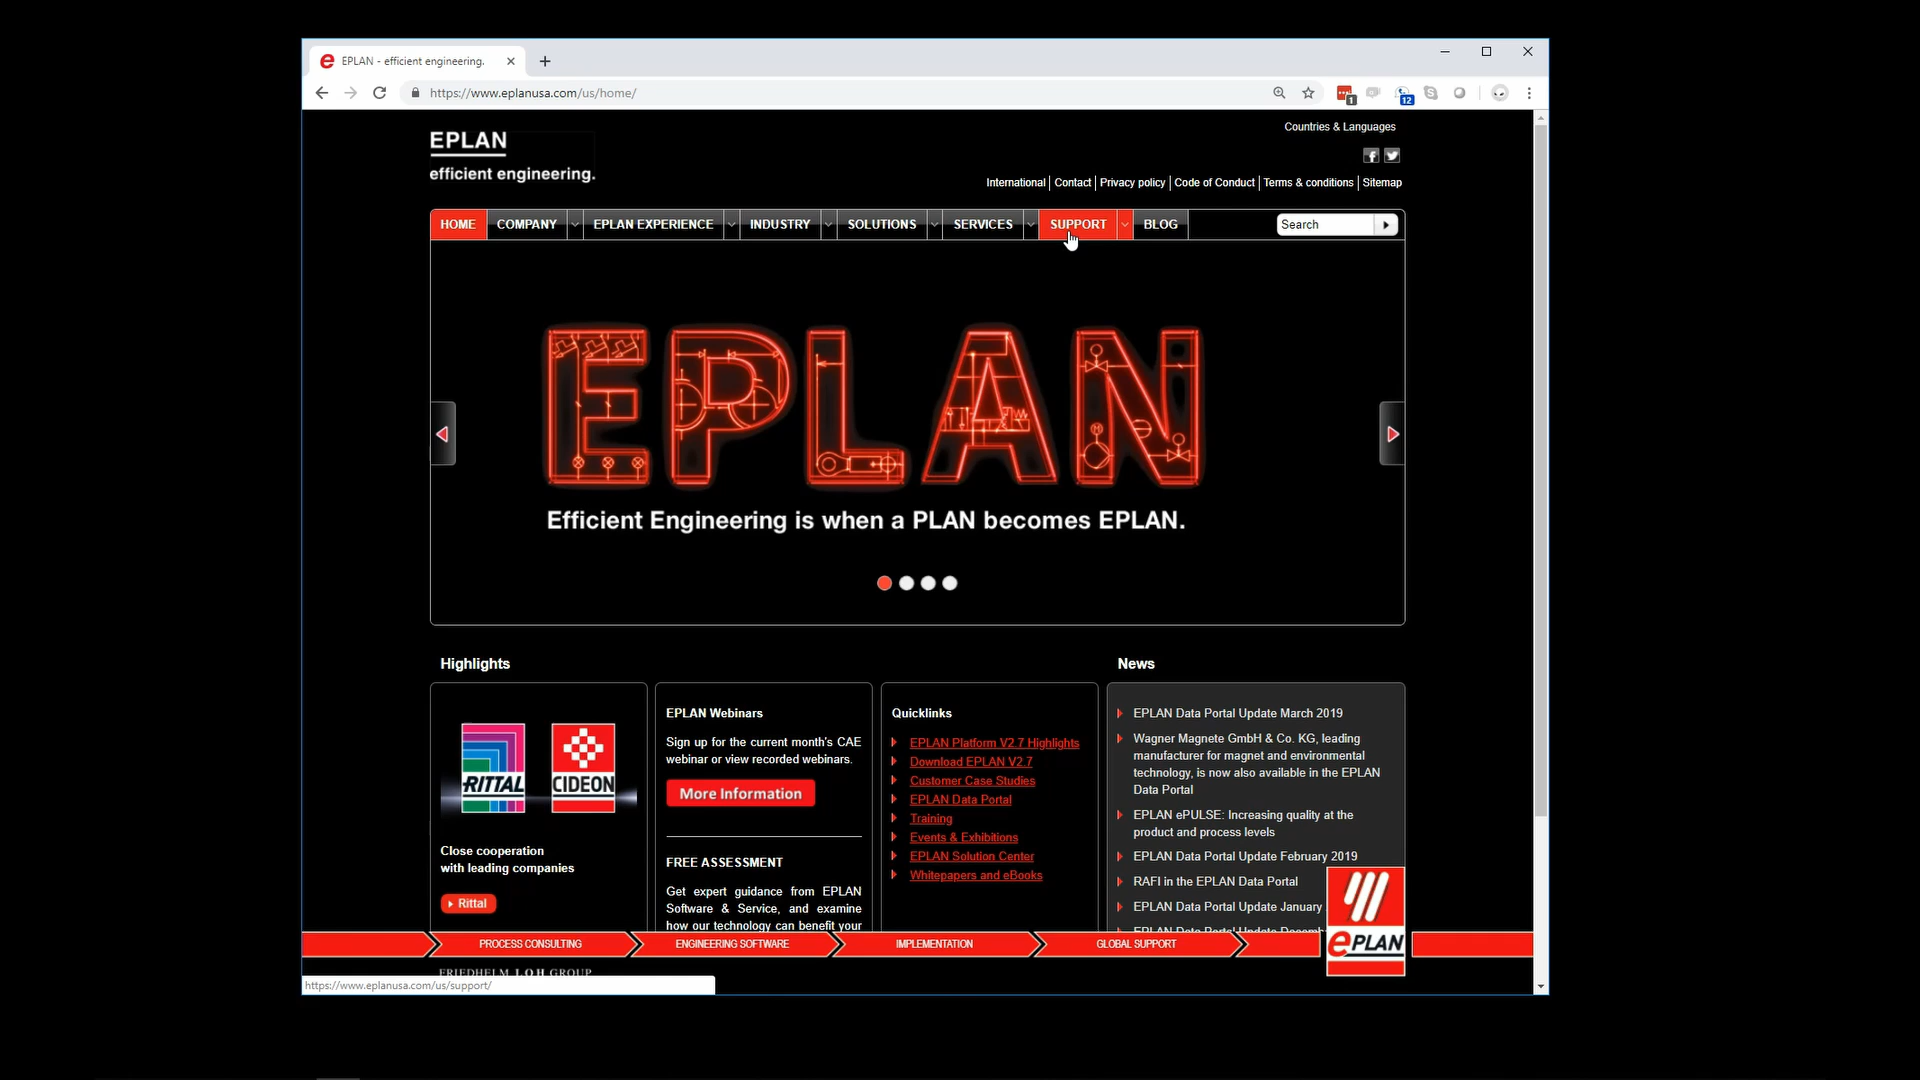 EPLAN - efficient engineering.
https://www.eplanusa.com/us/home/
1
12
Countries & Languages
EPLAN
efficient engineering.
International | Contact | Privacy policy | Code of Conduct | Terms & conditions | Sitemap
HOME COMPANY EPLAN EXPERIENCE INDUSTRY SOLUTIONS SERVICES SUPPORT BLOG Search
EPLAN
Efficient Engineering is when a PLAN becomes EPLAN.
Highlights
RITTAL CIDEON
Close cooperation
with leading companies
Rittal
EPLAN Webinars
Sign up for the current month's CAE
webinar or view recorded webinars.
More Information
FREE ASSESSMENT
Get expert guidance from EPLAN
Software & Service, and examine
how our technology can benefit your
Quicklinks
EPLAN Platform V2.7 Highlights
Download EPLAN V2.7
Customer Case Studies
EPLAN Data Portal
Training
Events & Exhibitions
EPLAN Solution Center
Whitepapers and eBooks
News
EPLAN Data Portal Update March 2019
Wagner Magnete GmbH & Co. KG, leading
manufacturer for magnet and environmental
technology, is now also available in the EPLAN
Data Portal
EPLAN ePULSE: Increasing quality at the
product and process levels
EPLAN Data Portal Update February 2019
RAFI in the EPLAN Data Portal
EPLAN Data Portal Update January
EPLAN Data Portal Update
ePLAN
PROCESS CONSULTING ENGINEERING SOFTWARE IMPLEMENTATION GLOBAL SUPPORT
FRIEDHELM LOH GROUP
https://www.eplanusa.com/us/support/